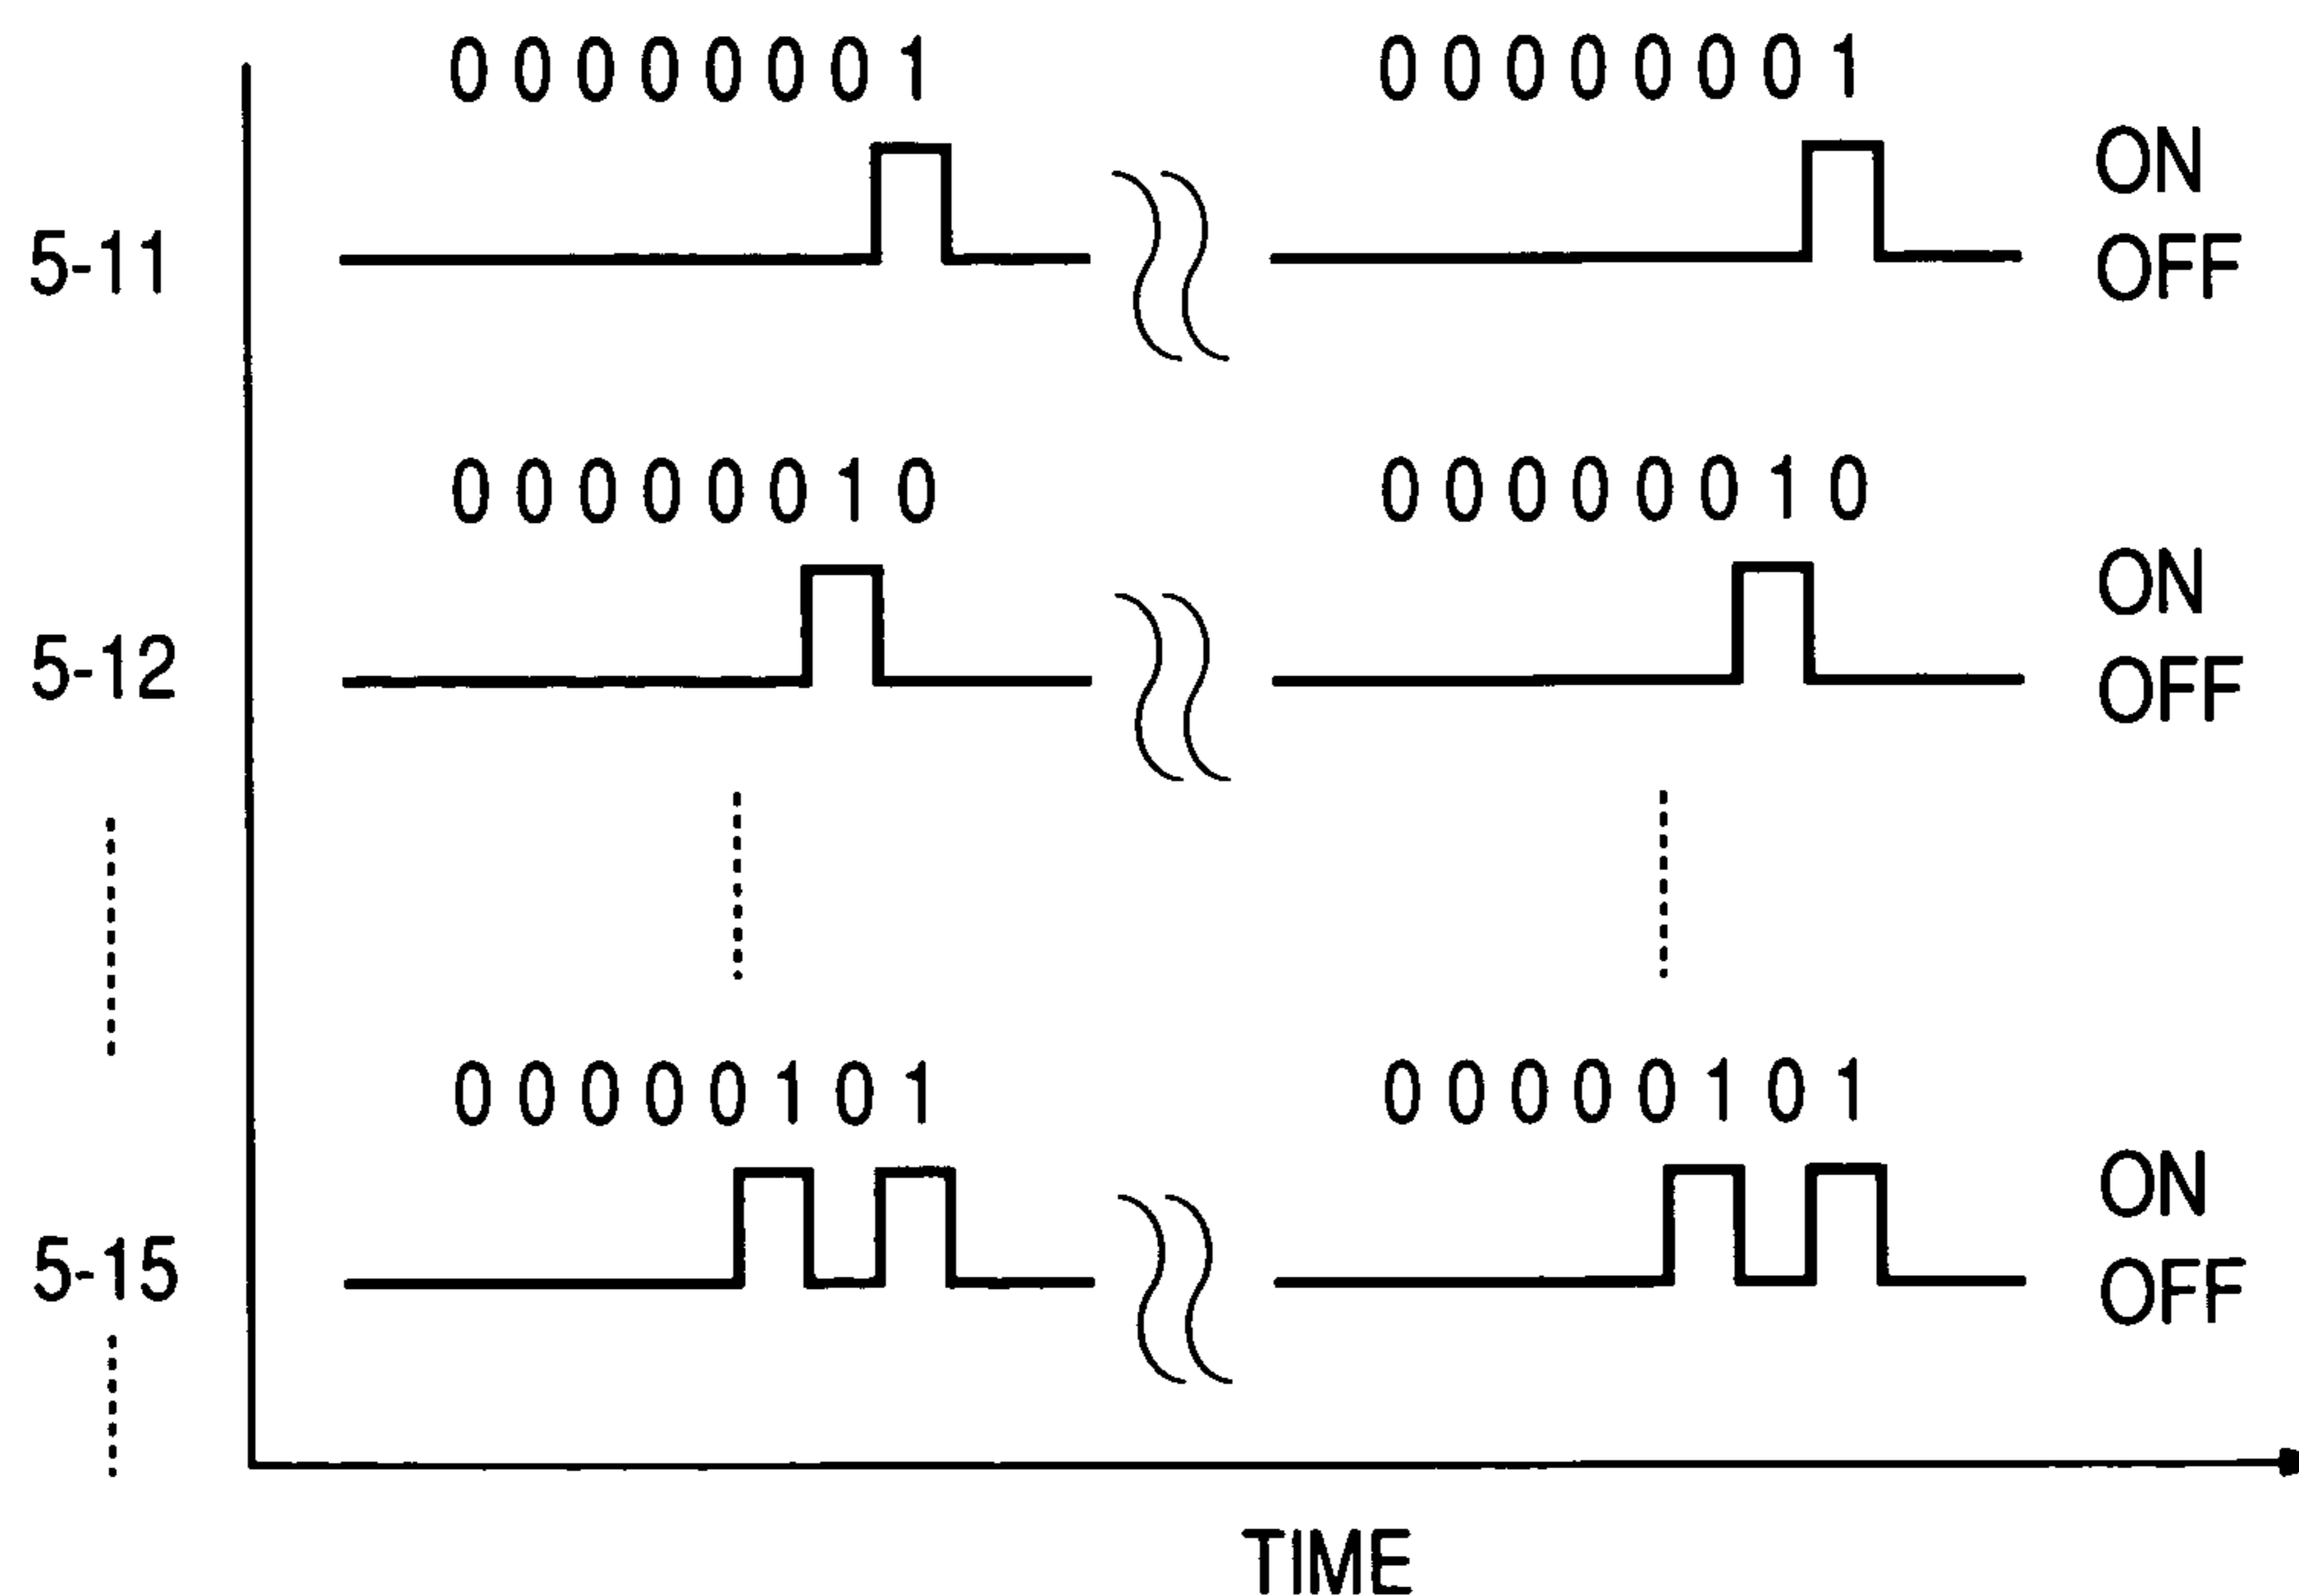 0 0 0 0 0 0 0 1 0 0 0 0 0 0 0 1
ON
5-11 OFF
0 0 0 0 0 0 1 0 0 0 0 0 0 0 1 0
ON
5-12 OFF
0 0 0 0 0 1 0 1 0 0 0 0 0 1 0 1
ON
5-15 OFF
TIME